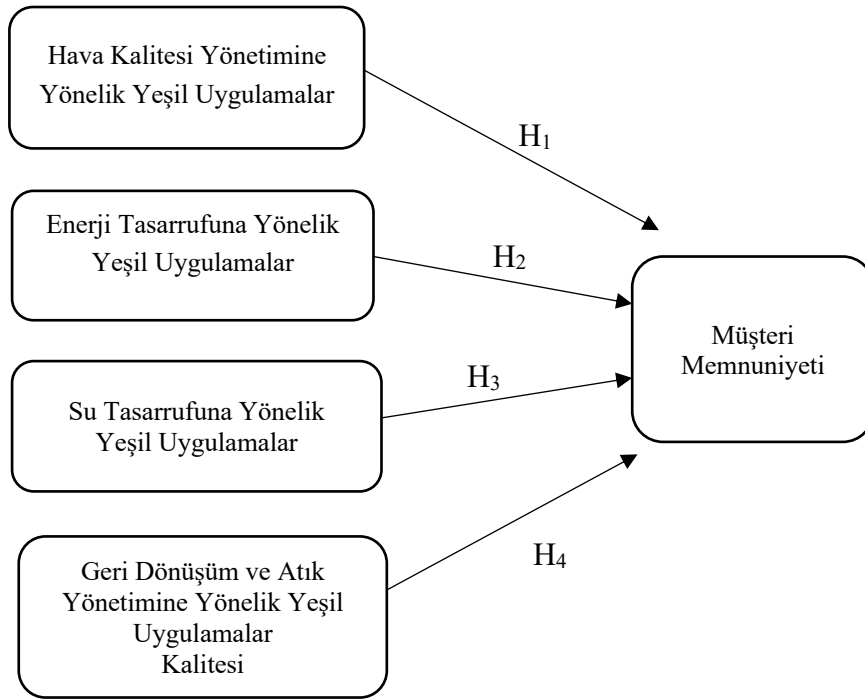 Hava Kalitesi Yönetimine
Yönelik Yeşil Uygulamalar
H₁
Enerji Tasarrufuna Yönelik
Yeşil Uygulamalar
H₂
Müşteri
Memnuniyeti
Su Tasarrufuna Yönelik
Yeşil Uygulamalar
H₃
Geri Dönüşüm ve Atık
Yönetimine Yönelik Yeşil
Uygulamalar
Kalitesi
H₄